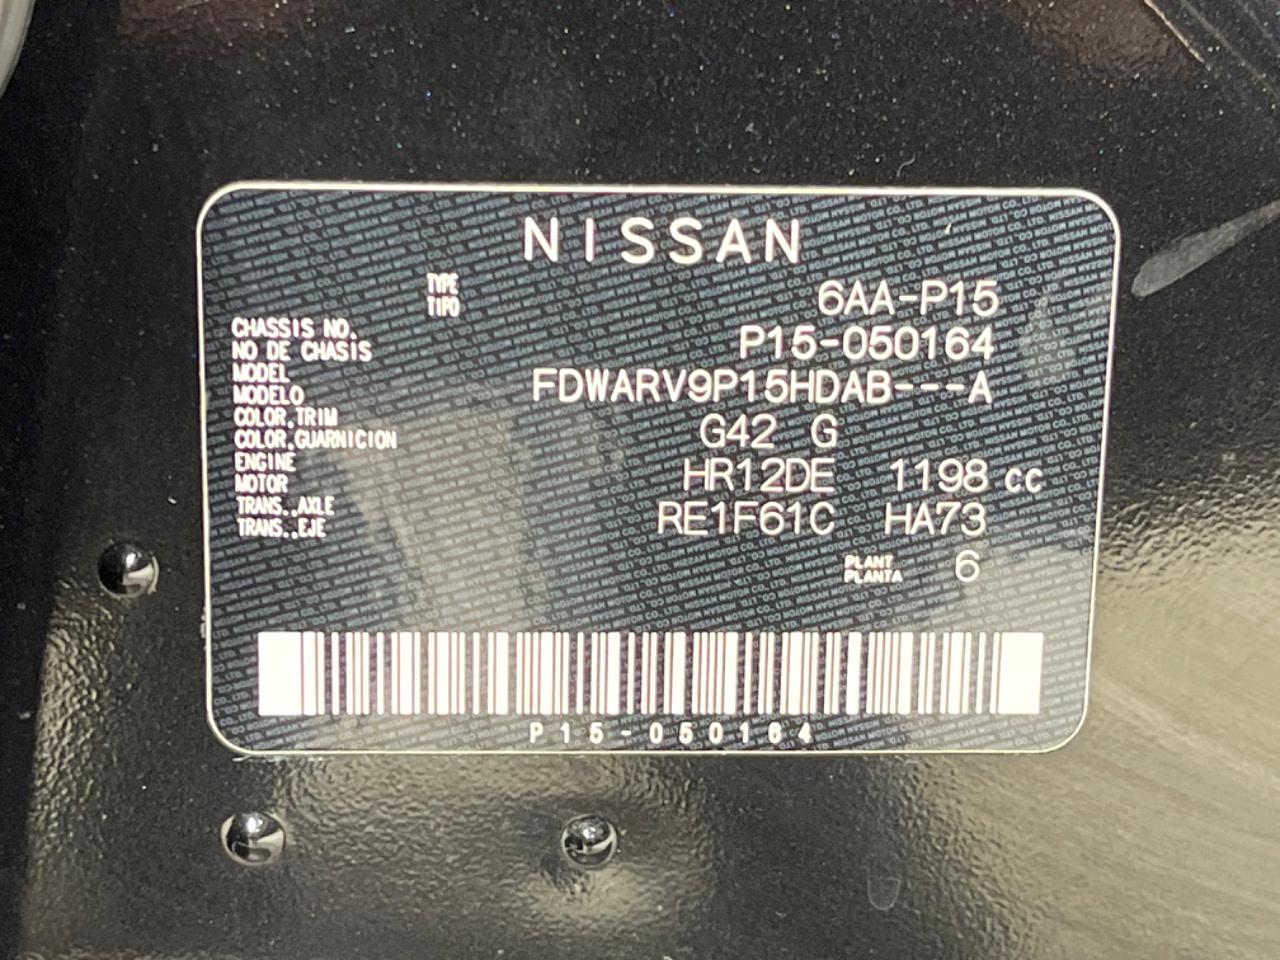 NISSAN
TYPE
TIPO
6AA-P15
CHASSIS NO.
NO DE CHASIS
P15-050164
MODEL
MODELO
FDWARV9P15HDAB---A
COLOR,TRIM
COLOR,GUARNICION
G42 G
ENGINE
MOTOR
HR12DE 1198 cc
TRANS.,AXLE
TRANS.,EJE
RE1F61C HA73
PLANT
PLANTA
6
P15-050164